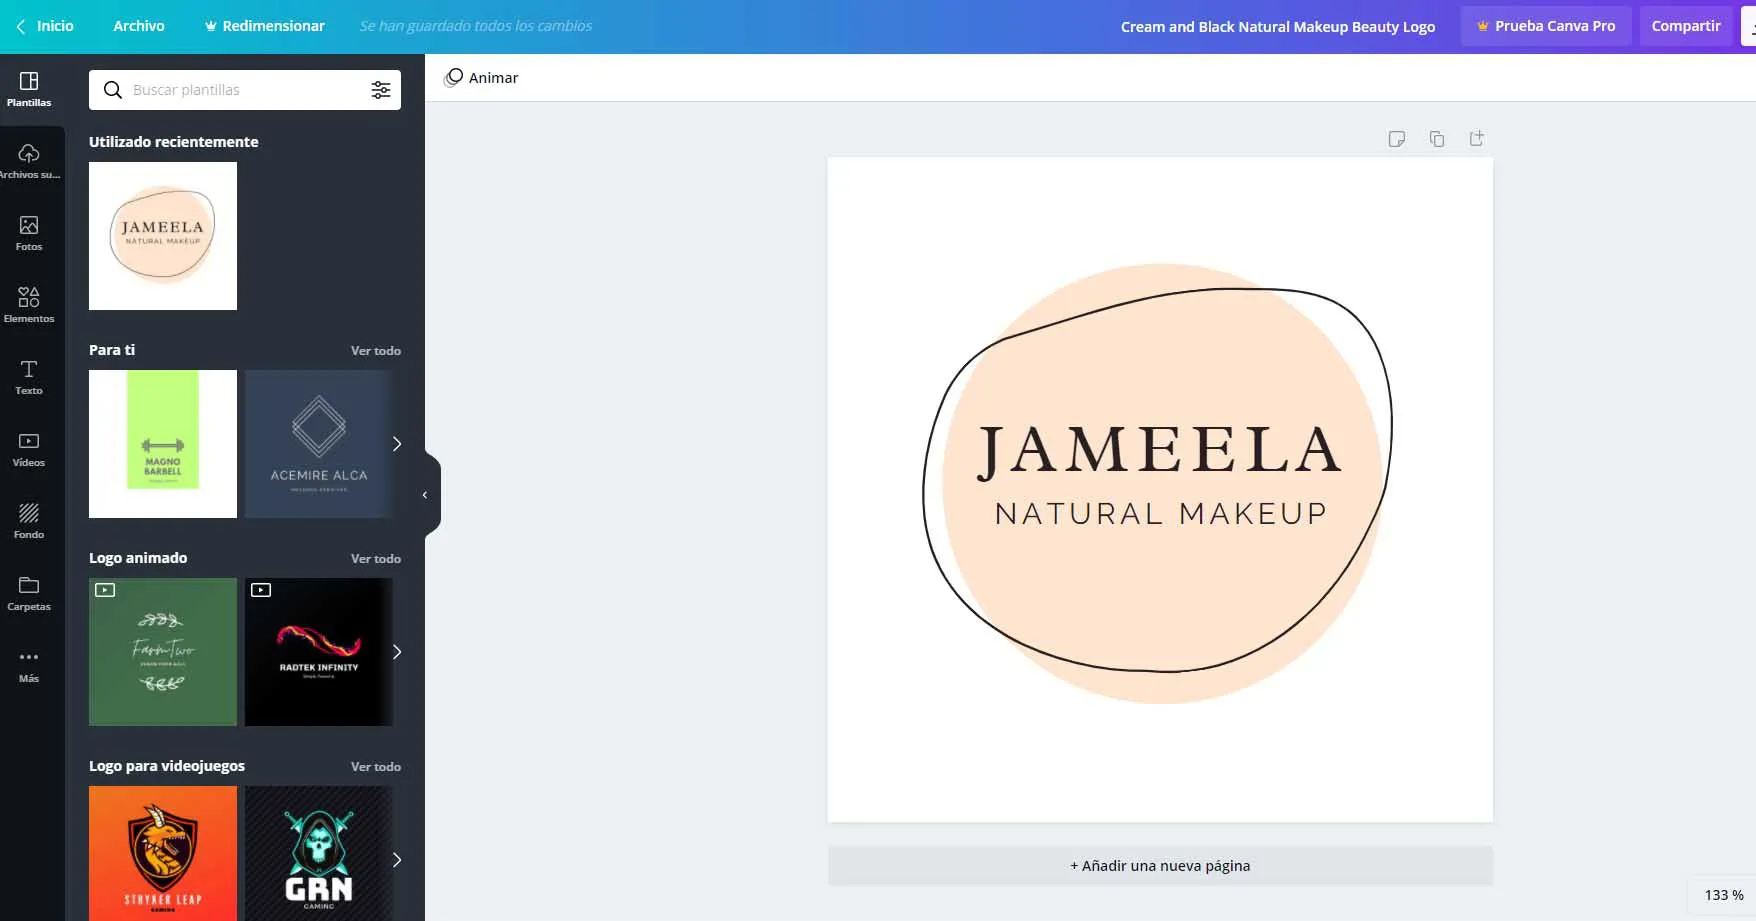 Inicio
Archivo
Redimensionar
Se han guardado todos los cambios
Cream and Black Natural Makeup Beauty Logo
Prueba Canva Pro
Compartir
Plantillas
Archivos su...
Fotos
Elementos
Texto
Vídeos
Fondo
Carpetas
Más
Buscar plantillas
Utilizado recientemente
JAMEELA
NATURAL MAKEUP
Para ti
Ver todo
MAGNO
BARBELL
ACEMIRE ALCA
Logo animado
Ver todo
FarmTwo
RADTEK INFINITY
Logo para videojuegos
Ver todo
STRYKER LEAP
GAMING
GRN
GAMING
Animar
JAMEELA
NATURAL MAKEUP
+ Añadir una nueva página
133 %